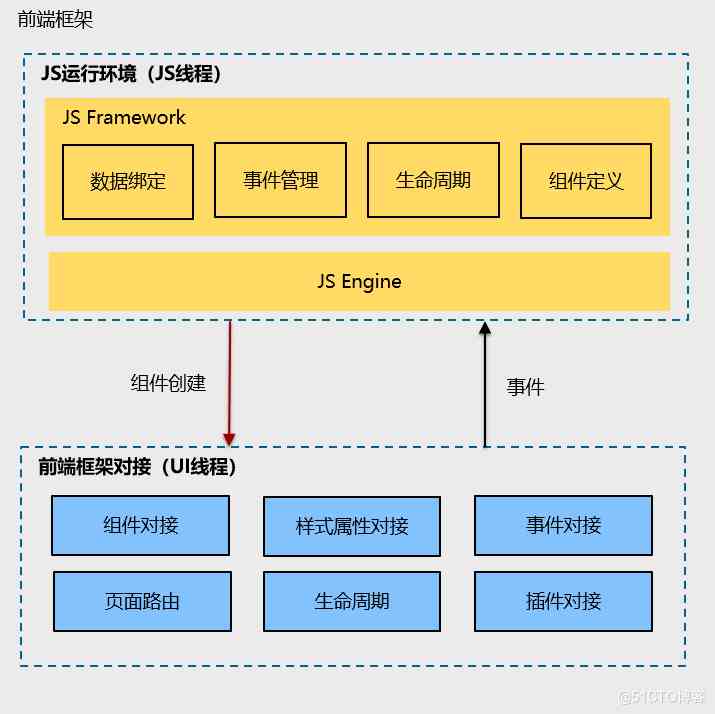 前端框架
JS运行环境（JS线程）
JS Framework
数据绑定
事件管理
生命周期
组件定义
JS Engine
组件创建
事件
前端框架对接（UI线程）
组件对接
样式属性对接
事件对接
页面路由
生命周期
插件对接
@51CTO博客